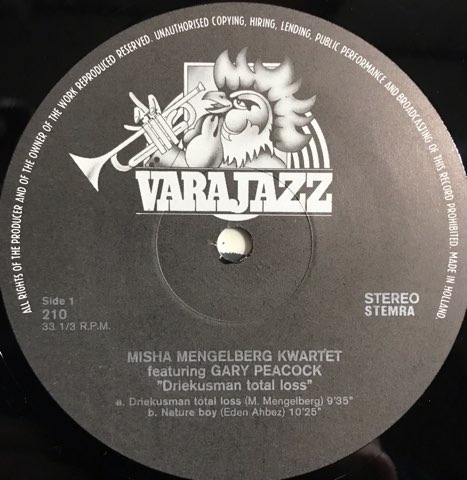 ALL RIGHTS OF THE PRODUCER AND OF THE OWNER OF THE WORK REPRODUCED RESERVED. UNAUTHORISED COPYING, HIRING, LENDING, PUBLIC PERFORMANCE AND BROADCASTING OF THIS RECORD PROHIBITED. MADE IN HOLLAND.
VARAJAZZ
Side 1
210
33 1/3 R.P.M.
STEREO
STEMRA
MISHA MENGELBERG KWARTET
featuring GARY PEACOCK
"Driekusman total loss"
a. Driekusman total loss (M. Mengelberg) 9'35"
b. Nature boy (Eden Ahbez) 10'25"